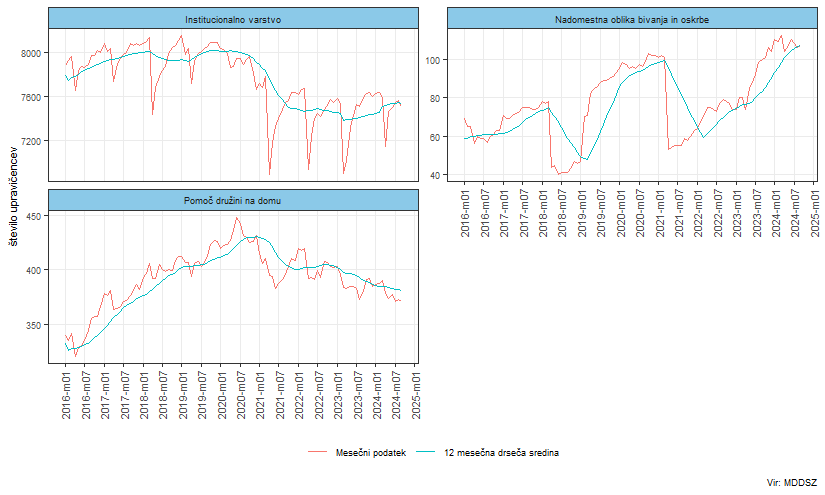 Institucionalno varstvo
Nadomestna oblika bivanja in oskrbe
8000
7600
7200
100
80
60
40
2016-m01
2016-m07
2017-m01
2017-m07
2018-m01
2018-m07
2019-m01
2019-m07
2020-m01
2020-m07
2021-m01
2021-m07
2022-m01
2022-m07
2023-m01
2023-m07
2024-m01
2024-m07
2025-m01
število upravičencev
Pomoč družini na domu
450
400
350
2016-m01
2016-m07
2017-m01
2017-m07
2018-m01
2018-m07
2019-m01
2019-m07
2020-m01
2020-m07
2021-m01
2021-m07
2022-m01
2022-m07
2023-m01
2023-m07
2024-m01
2024-m07
2025-m01
Mesečni podatek
12 mesečna drseča sredina
Vir: MDDSZ